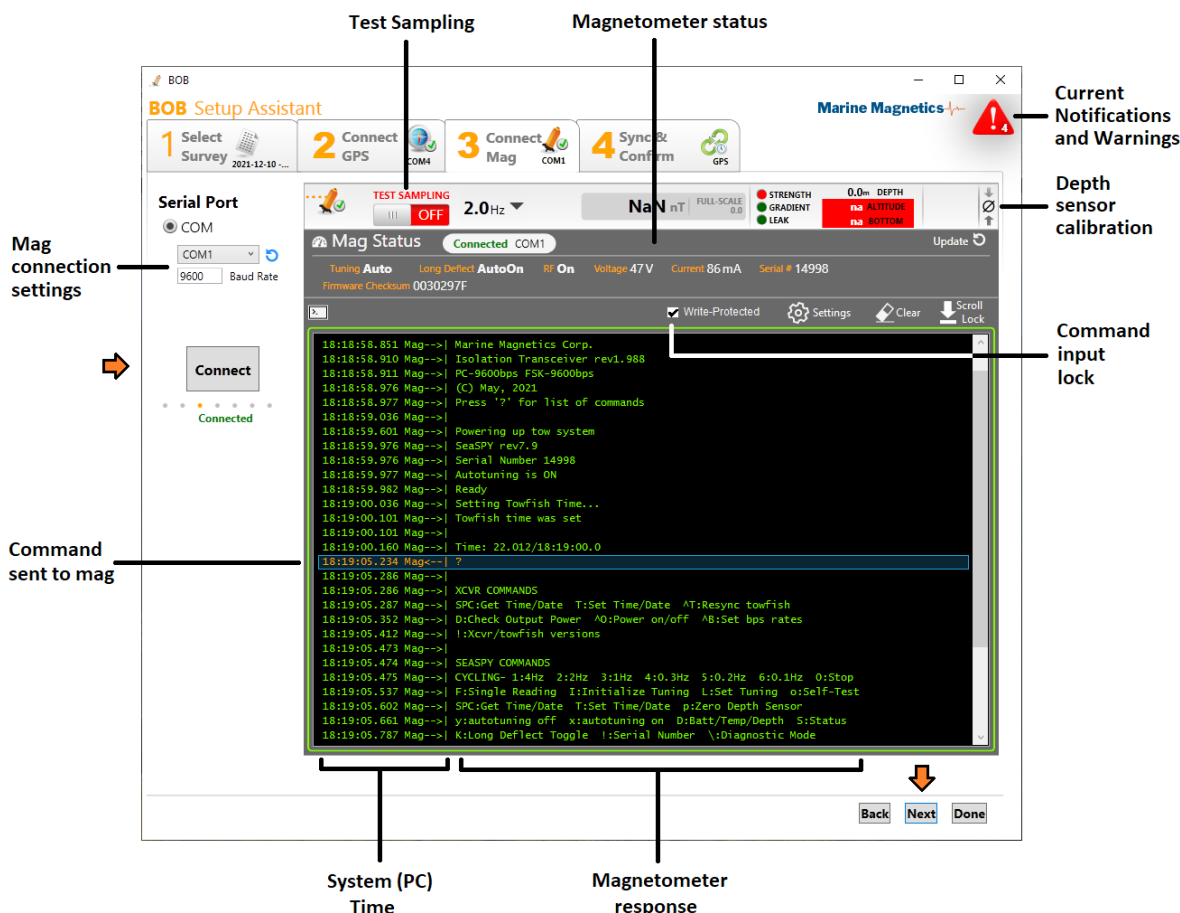 Test Sampling
Magnetometer status
BOB
BOB Setup Assistant
Marine Magnetics
4
Current
Notifications
and Warnings
1 Select
Survey 2021-12-10 -...
2 Connect
GPS COM4
3 Connect
Mag COM1
4 Sync &
Confirm GPS
Serial Port
COM
COM1
9600 Baud Rate
Mag
connection
settings
Connect
Connected
TEST SAMPLING
OFF
2.0Hz
NaN nT FULL-SCALE
0.0
STRENGTH
GRADIENT
LEAK
0.0m DEPTH
na ALTITUDE
na BOTTOM
Depth
sensor
calibration
Mag Status Connected COM1 Update
Tuning Auto Long Deflect AutoOn RF On Voltage 47 V Current 86 mA Serial # 14998
Firmware Checksum 0030297F
Write-Protected Settings Clear Scroll
Lock
Command
input
lock
18:18:58.851 Mag-->| Marine Magnetics Corp.
18:18:58.910 Mag-->| Isolation Transceiver rev1.988
18:18:58.911 Mag-->| PC-9600bps FSK-9600bps
18:18:58.976 Mag-->| (C) May, 2021
18:18:58.977 Mag-->| Press '?' for list of commands
18:18:59.036 Mag-->|
18:18:59.601 Mag-->| Powering up tow system
18:18:59.976 Mag-->| SeaSPY rev7.9
18:18:59.976 Mag-->| Serial Number 14998
18:18:59.977 Mag-->| Autotuning is ON
18:18:59.982 Mag-->| Ready
18:19:00.036 Mag-->| Setting Towfish Time...
18:19:00.101 Mag-->| Towfish time was set
18:19:00.101 Mag-->|
18:19:00.160 Mag-->| Time: 22.012/18:19:00.0
18:19:05.234 Mag<--| ?
18:19:05.286 Mag-->|
18:19:05.286 Mag-->| XCVR COMMANDS
18:19:05.287 Mag-->| SPC:Get Time/Date T:Set Time/Date ^T:Resync towfish
18:19:05.352 Mag-->| D:Check Output Power ^O:Power on/off ^B:Set bps rates
18:19:05.412 Mag-->| !:Xcvr/towfish versions
18:19:05.473 Mag-->|
18:19:05.474 Mag-->| SEASPY COMMANDS
18:19:05.475 Mag-->| CYCLING- 1:4Hz 2:2Hz 3:1Hz 4:0.3Hz 5:0.2Hz 6:0.1Hz 0:Stop
18:19:05.537 Mag-->| F:Single Reading I:Initialize Tuning L:Set Tuning o:Self-Test
18:19:05.602 Mag-->| SPC:Get Time/Date T:Set Time/Date p:Zero Depth Sensor
18:19:05.661 Mag-->| y:autotuning off x:autotuning on D:Batt/Temp/Depth S:Status
18:19:05.787 Mag-->| K:Long Deflect Toggle !:Serial Number \:Diagnostic Mode
Command
sent to mag
Back Next Done
System (PC)
Time
Magnetometer
response